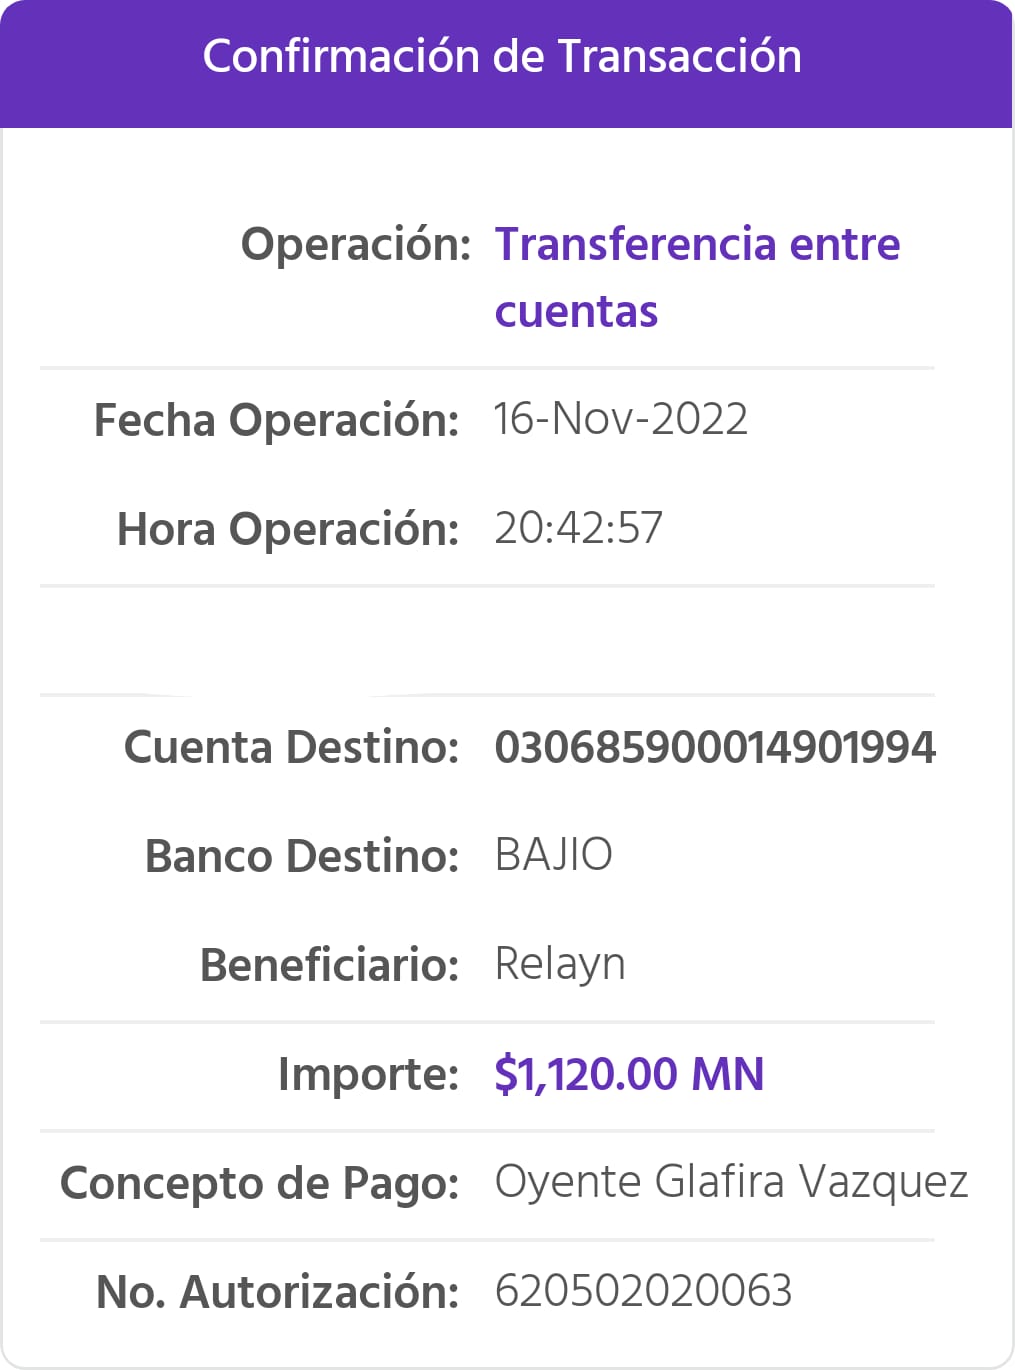 Confirmación de Transacción
Operación: Transferencia entre
cuentas
Fecha Operación: 16-Nov-2022
Hora Operación: 20:42:57
Cuenta Destino: 030685900014901994
Banco Destino: BAJIO
Beneficiario: Relayn
Importe: $1,120.00 MN
Concepto de Pago: Oyente Glafira Vazquez
No. Autorización: 620502020063